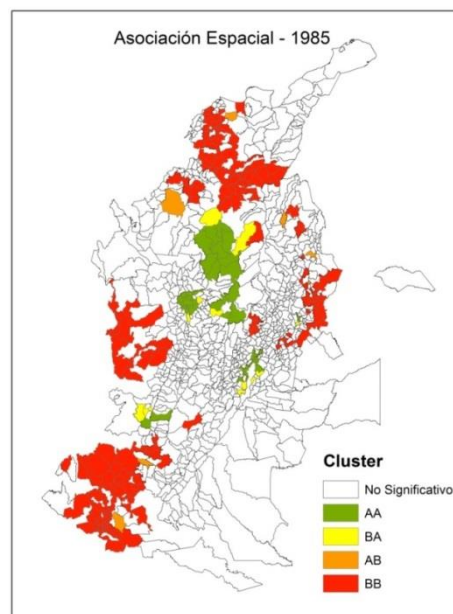 Asociación Espacial - 1985
Cluster
No Significativo
AA
BA
AB
BB